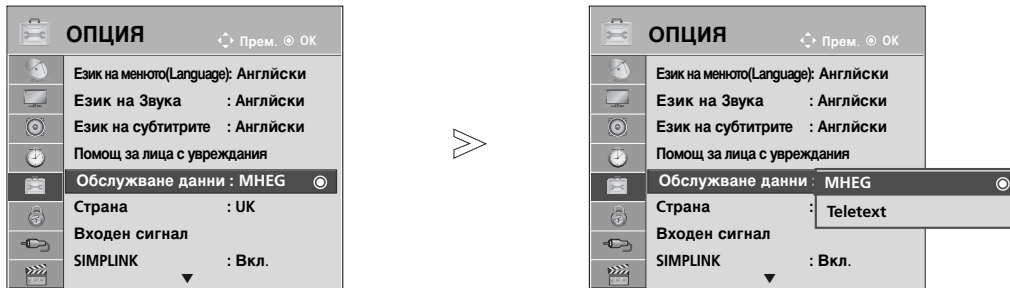 ОПЦИЯ
Прем. OK
Език на менюто(Language): Английски
Език на Звука : Английски
Език на субтитрите : Английски
Помощ за лица с увреждания
Обслужване данни : MHEG
Страна : UK
Входен сигнал
SIMPLINK : Вкл.
ОПЦИЯ
Прем. OK
Език на менюто(Language): Английски
Език на Звука : Английски
Език на субтитрите : Английски
Помощ за лица с увреждания
Обслужване данни : MHEG
Страна :
Teletext
Входен сигнал
SIMPLINK : Вкл.